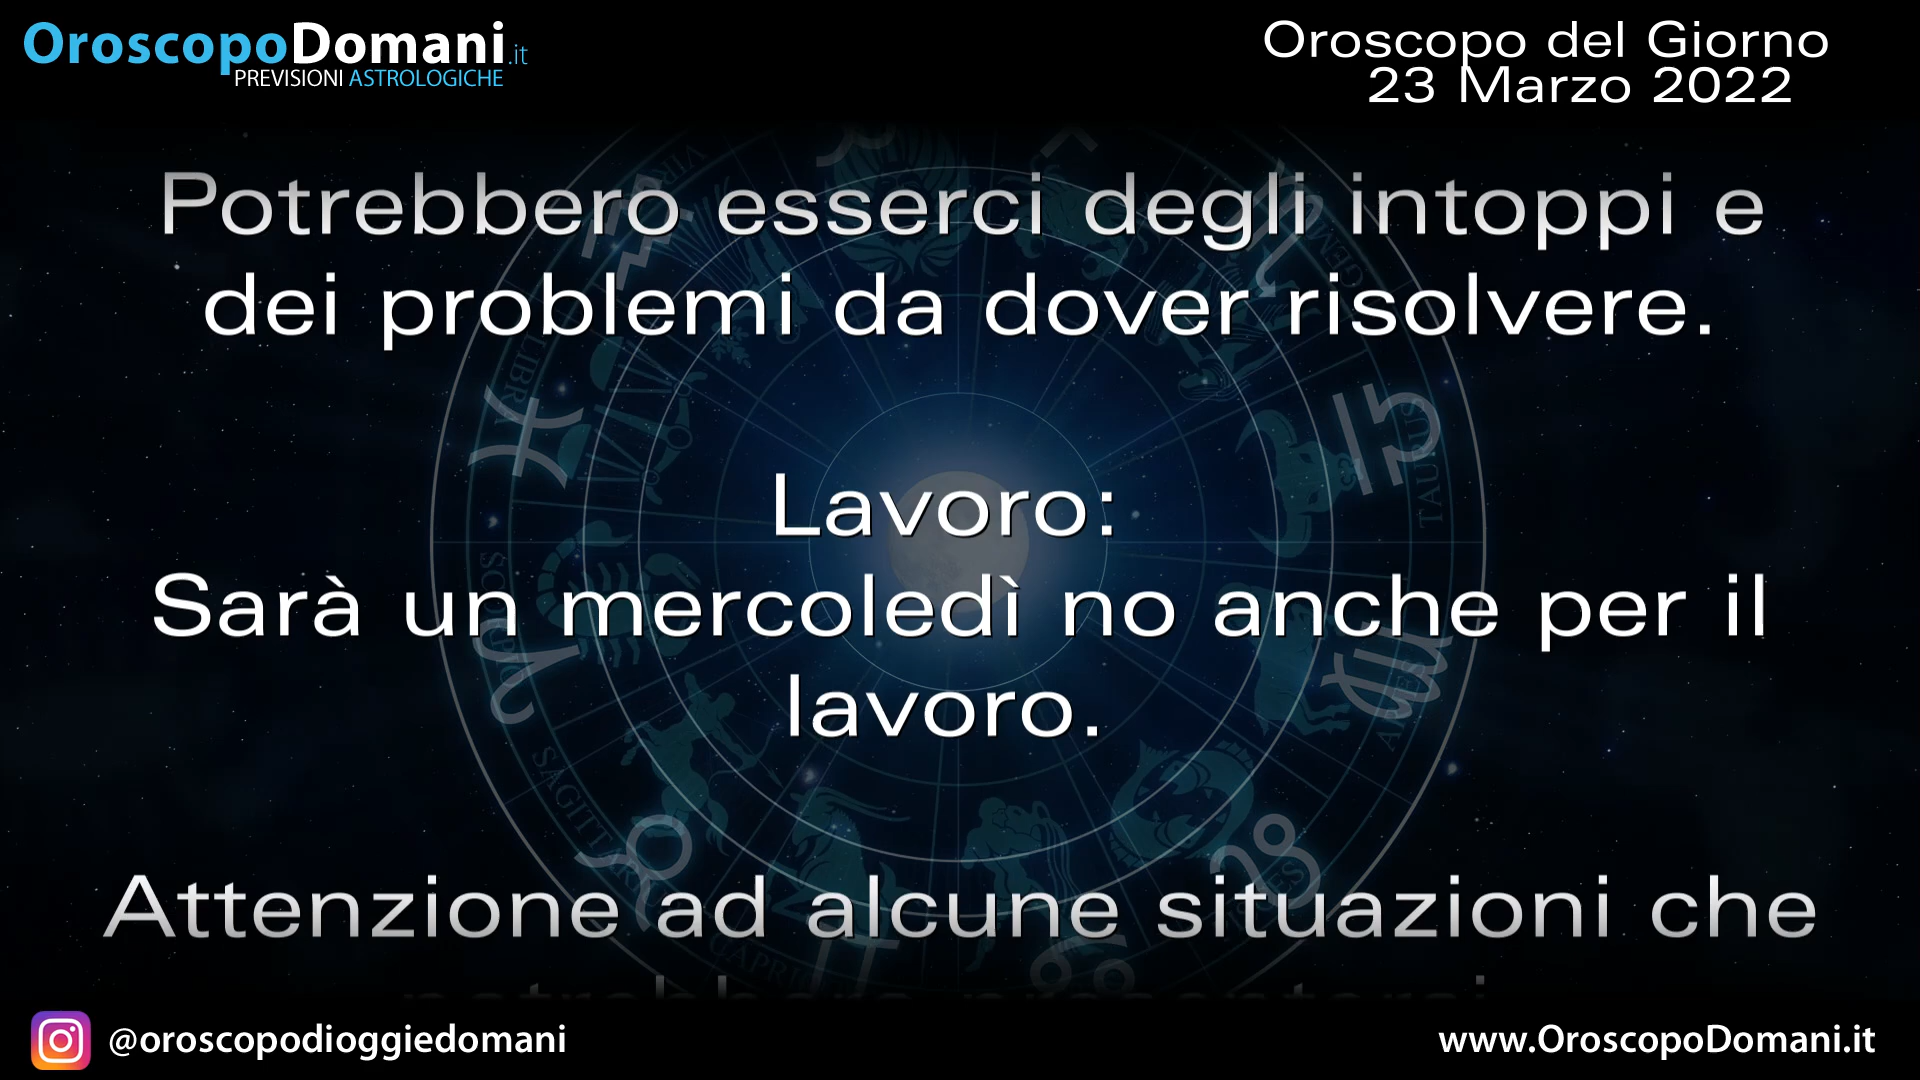 OroscopoDomani.it
PREVISIONI ASTROLOGICHE
Oroscopo del Giorno
23 Marzo 2022
Potrebbero esserci degli intoppi e
dei problemi da dover risolvere.
Lavoro:
Sarà un mercoledì no anche per il
lavoro.
Attenzione ad alcune situazioni che
@oroscopodioggiedomani
www.OroscopoDomani.it
TAURUS